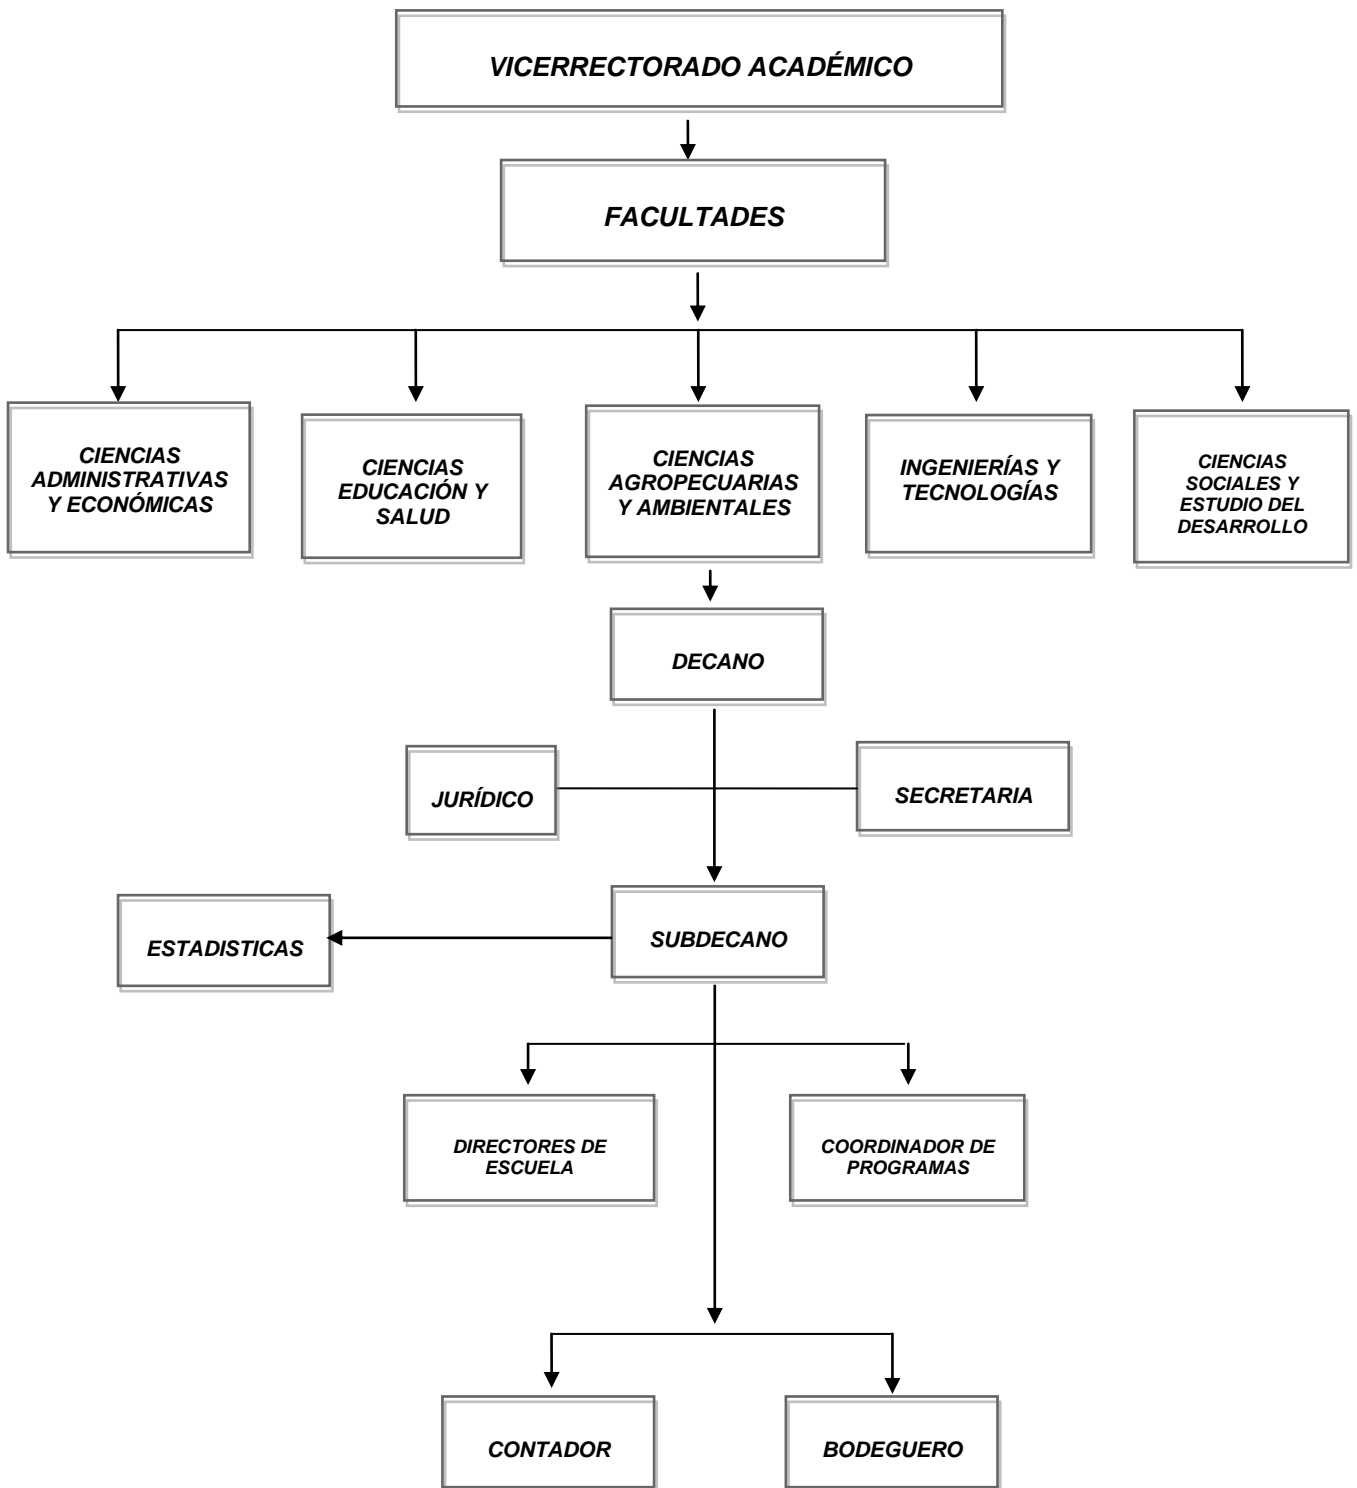 VICERRECTORADO ACADÉMICO
FACULTADES
CIENCIAS
ADMINISTRATIVAS
Y ECONÓMICAS
CIENCIAS
EDUCACIÓN Y
SALUD
CIENCIAS
AGROPECUARIAS
Y AMBIENTALES
INGENIERÍAS Y
TECNOLOGÍAS
CIENCIAS
SOCIALES Y
ESTUDIO DEL
DESARROLLO
DECANO
JURÍDICO
SECRETARIA
ESTADISTICAS
SUBDECANO
DIRECTORES DE
ESCUELA
COORDINADOR DE
PROGRAMAS
CONTADOR
BODEGUERO